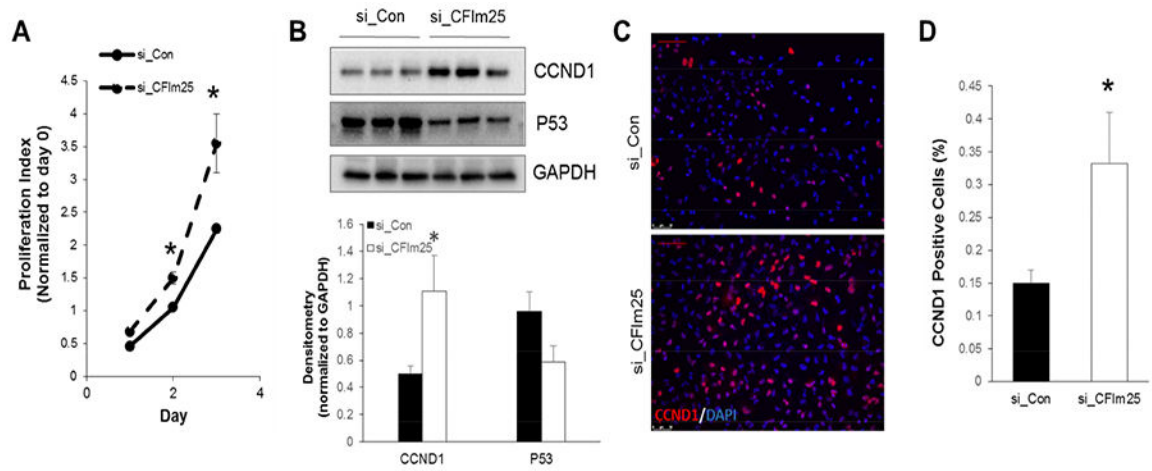 A
si_Con
si_CFIm25
Proliferation Index
(Normalized to day 0)
4.5
4
3.5
3
2.5
2
1.5
1
0.5
0
*
*
0
2
4
Day
B
si_Con
si_CFIm25
CCND1
P53
GAPDH
Densitometry
(normalized to GAPDH)
1.6
1.4
1.2
1
0.8
0.6
0.4
0.2
0
si_Con
si_CFIm25
*
CCND1
P53
C
si_Con
si_CFIm25
CCND1/DAPI
D
CCND1 Positive Cells (%)
0.45
0.4
0.35
0.3
0.25
0.2
0.15
0.1
0.05
0
*
si_Con
si_CFIm25